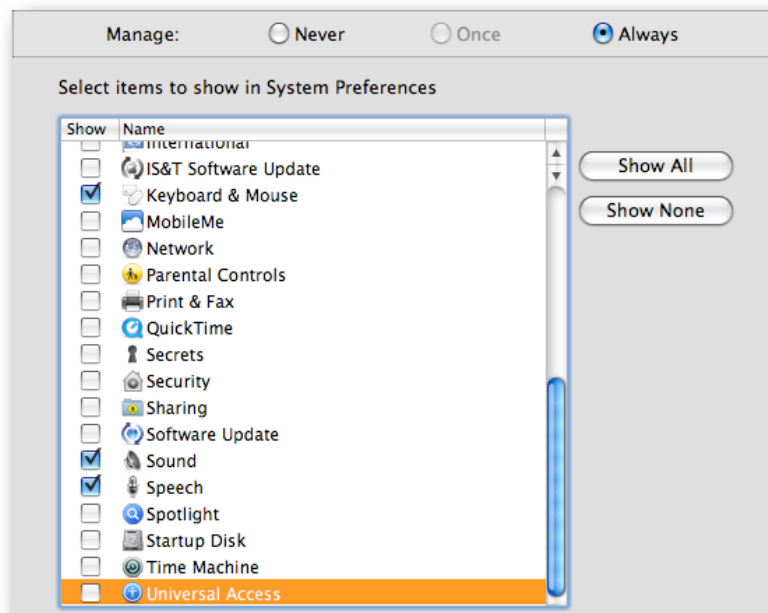 Manage: Never Once Always
Select items to show in System Preferences
Show Name
International
IS&T Software Update
Show All
Keyboard & Mouse
MobileMe
Show None
Network
Parental Controls
Print & Fax
QuickTime
Secrets
Security
Sharing
Software Update
Sound
Speech
Spotlight
Startup Disk
Time Machine
Universal Access